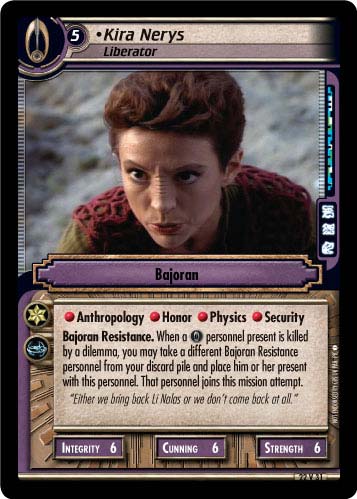 5
•Kira Nerys
Liberator
Bajoran
Anthropology Honor Physics Security
Bajoran Resistance. When a personnel present is killed
by a dilemma, you may take a different Bajoran Resistance
personnel from your discard pile and place him or her present
with this personnel. That personnel joins this mission attempt.
"Either we bring Li Nalas or we don't come back at all."
INTEGRITY 6 CUNNING 6 STRENGTH 6
22 V 31